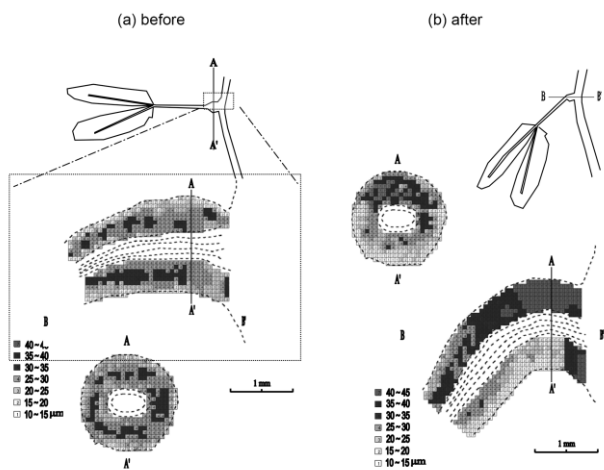 (a) before
(b) after
A
A'
B
B'
A
A'
A
A'
B
B'
A
A'
40~4
35~40
30~35
25~30
20~25
15~20
10~15 μm
1 mm
A
A'
A
A'
B
B'
40~45
35~40
30~35
25~30
20~25
15~20
10~15 μm
1 mm